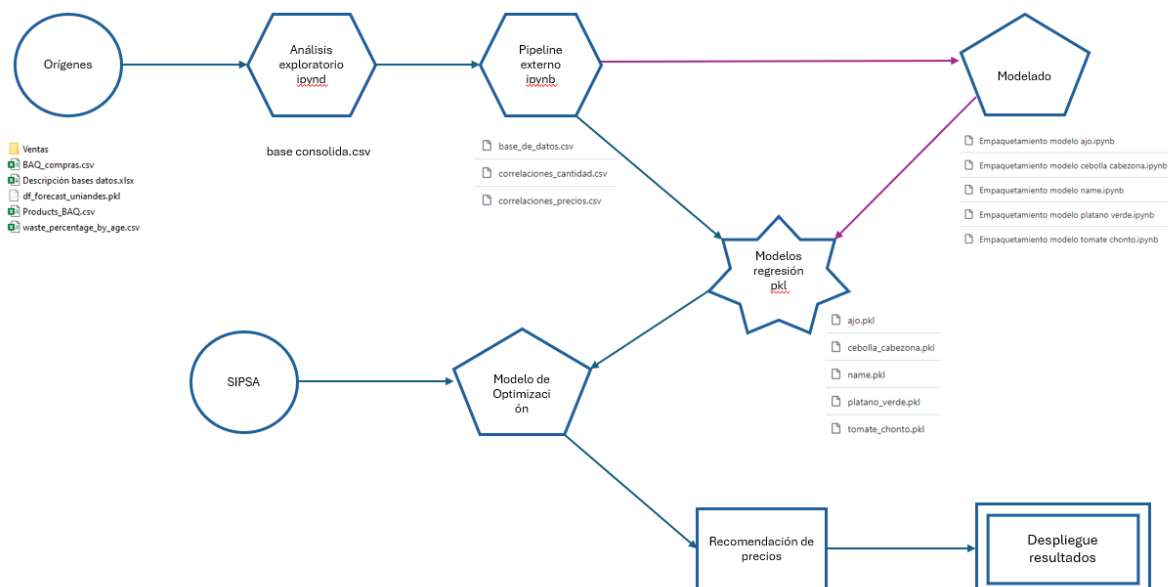 Orígenes
Análisis
exploratorio
ipynd
Pipeline
externo
ipynb
Modelado
Ventas
BAQ_compras.csv
Descripción bases datos.xlsx
df_forecast_uniandes.pkl
Products_BAQ.csv
waste_percentage_by_age.csv
base consolida.csv
base_de_datos.csv
correlaciones_cantidad.csv
correlaciones_precios.csv
Empaquetamiento modelo ajo.ipynb
Empaquetamiento modelo cebolla cabezona.ipynb
Empaquetamiento modelo name.ipynb
Empaquetamiento modelo platano verde.ipynb
Empaquetamiento modelo tomate chonto.ipynb
Modelos
regresión
pkl
ajo.pkl
cebolla_cabezona.pkl
name.pkl
platano_verde.pkl
tomate_chonto.pkl
SIPSA
Modelo de
Optimizaci
ón
Recomendación de
precios
Despliegue
resultados